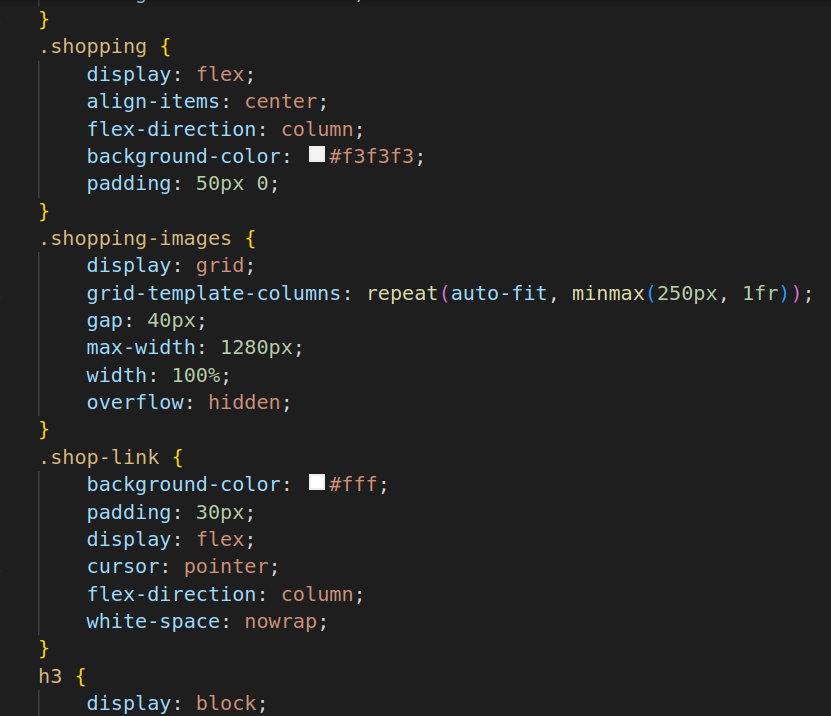 }
.shopping {
display: flex;
align-items: center;
flex-direction: column;
background-color: #f3f3f3;
padding: 50px 0;
}
.shopping-images {
display: grid;
grid-template-columns: repeat(auto-fit, minmax(250px, 1fr));
gap: 40px;
max-width: 1280px;
width: 100%;
overflow: hidden;
}
.shop-link {
background-color: #fff;
padding: 30px;
display: flex;
cursor: pointer;
flex-direction: column;
white-space: nowrap;
}
h3 {
display: block;